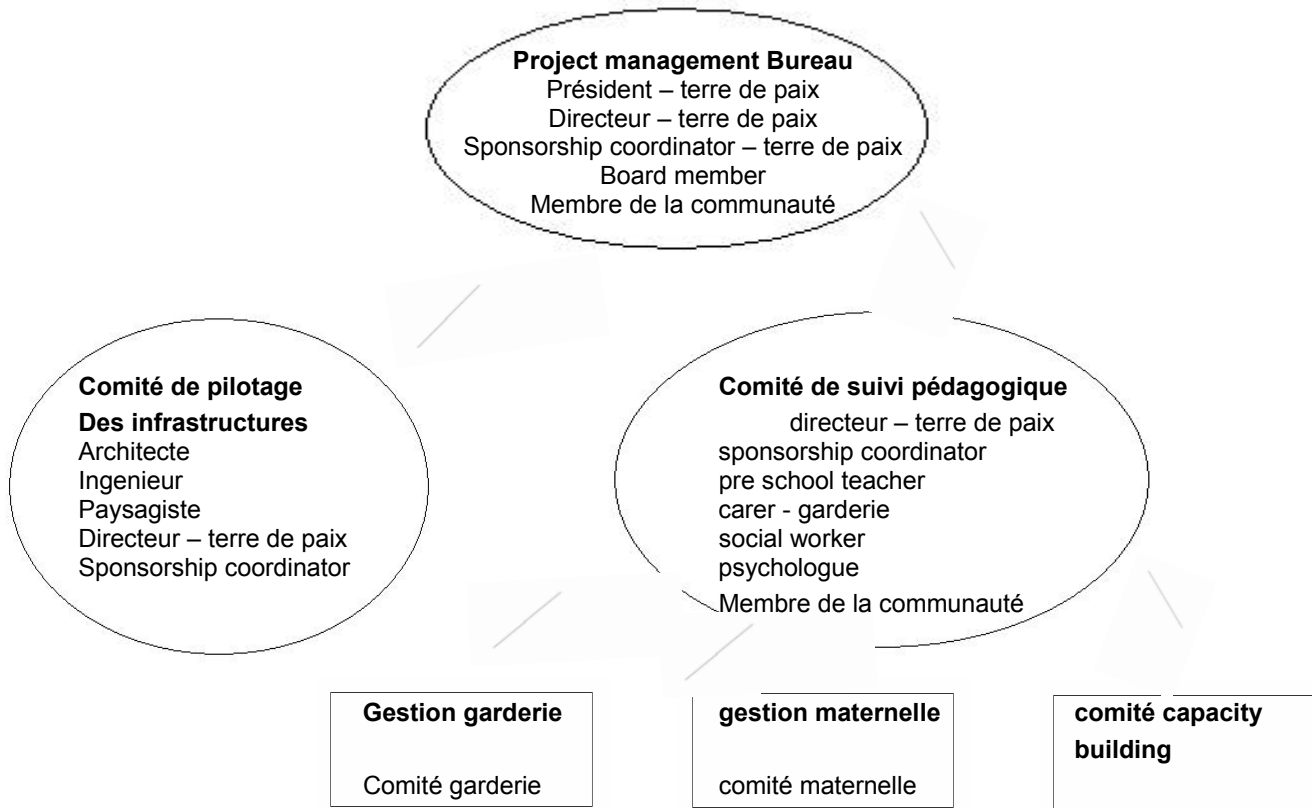 Project management Bureau
Président – terre de paix
Directeur – terre de paix
Sponsorship coordinator – terre de paix
Board member
Membre de la communauté
Comité de pilotage
Des infrastructures
Architecte
Ingenieur
Paysagiste
Directeur – terre de paix
Sponsorship coordinator
Comité de suivi pédagogique
directeur – terre de paix
sponsorship coordinator
pre school teacher
carer - garderie
social worker
psychologue
Membre de la communauté
Gestion garderie
Comité garderie
gestion maternelle
comité maternelle
comité capacity
building